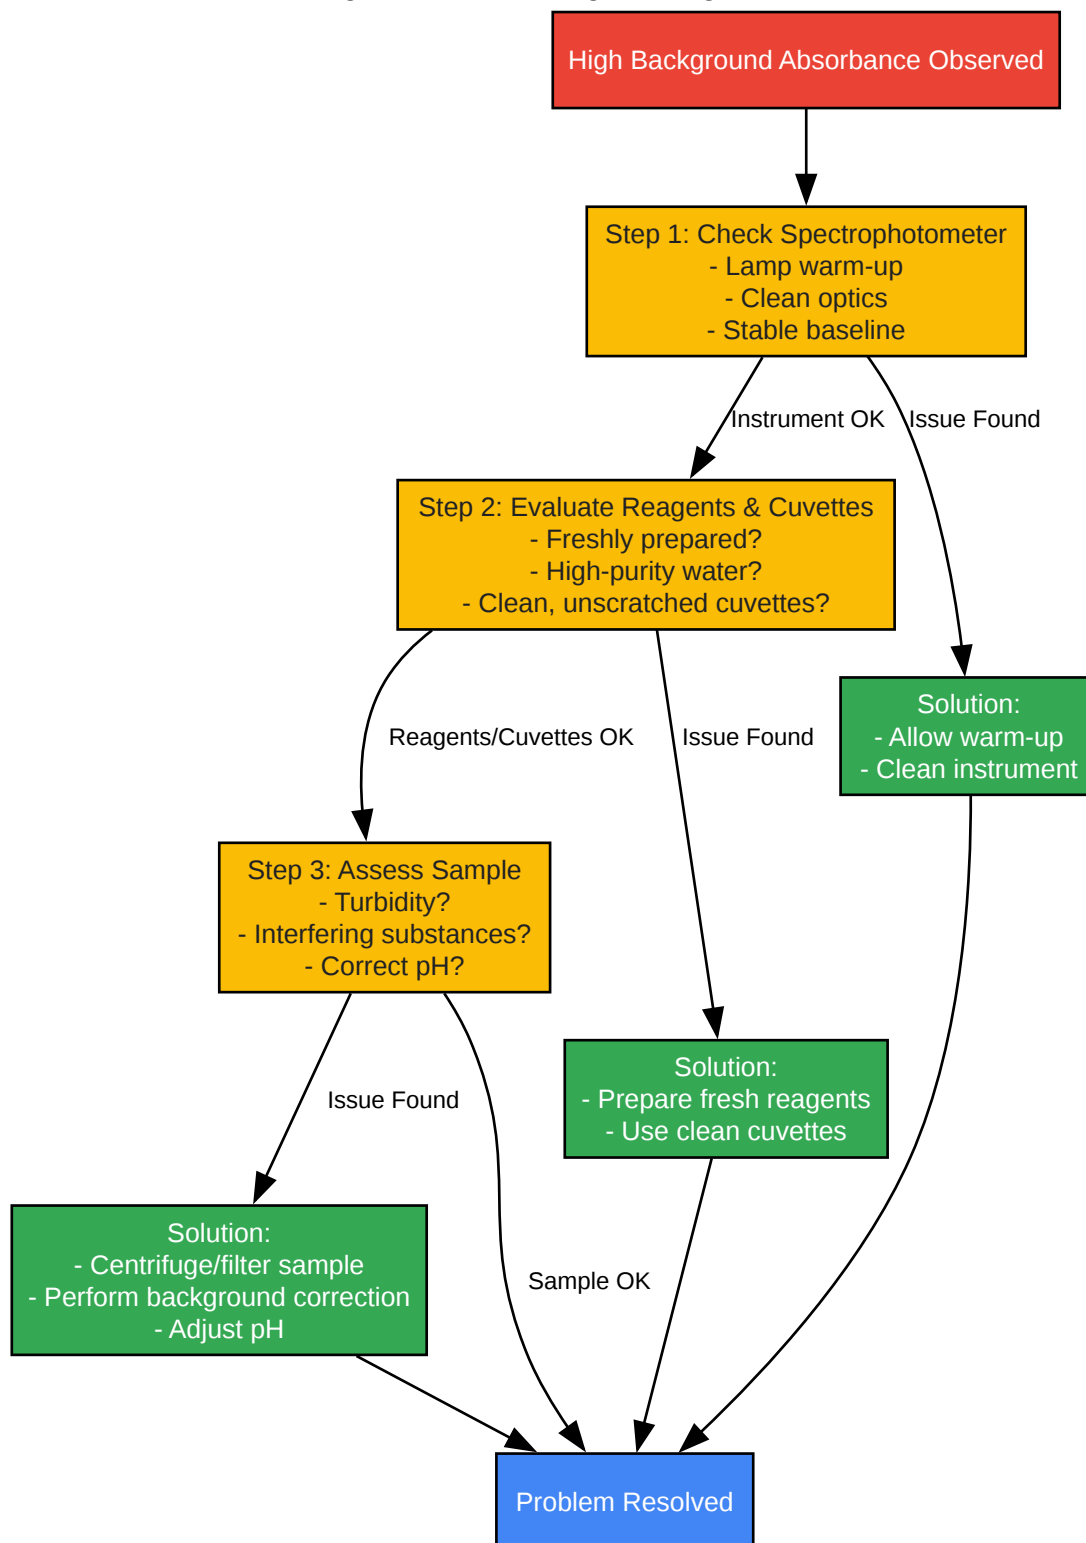 High Background Absorbance Observed
Step 1: Check Spectrophotometer
- Lamp warm-up
- Clean optics
- Stable baseline
Instrument OK
Issue Found
Step 2: Evaluate Reagents & Cuvettes
- Freshly prepared?
- High-purity water?
- Clean, unscratched cuvettes?
Solution:
- Allow warm-up
- Clean instrument
Reagents/Cuvettes OK
Issue Found
Step 3: Assess Sample
- Turbidity?
- Interfering substances?
- Correct pH?
Solution:
- Prepare fresh reagents
- Use clean cuvettes
Issue Found
Solution:
- Centrifuge/filter sample
- Perform background correction
- Adjust pH
Sample OK
Problem Resolved